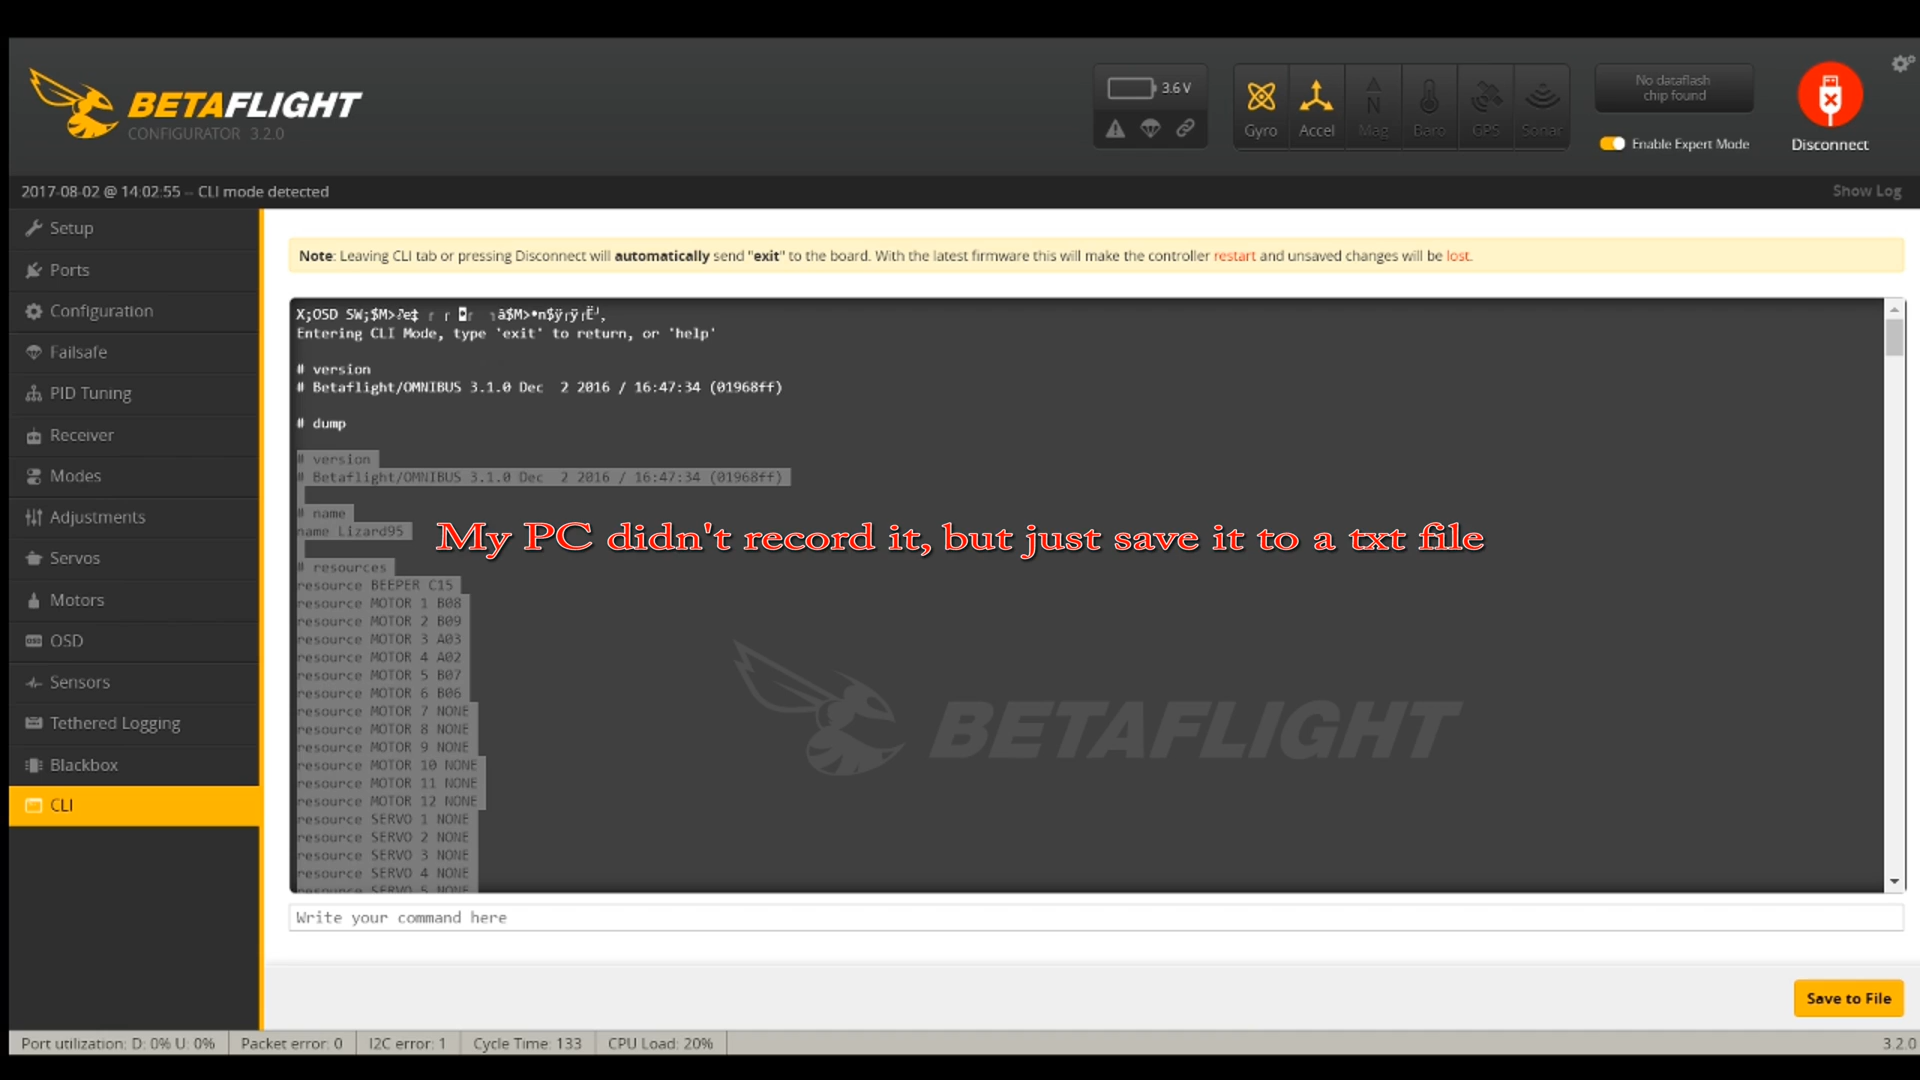 BETAFLIGHT
CONFIGURATOR 3.2.0
3.6 V
Gyro
Accel
Mag
Baro
GPS
Sonar
No dataflash
chip found
Enable Expert Mode
Disconnect
2017-08-02 @ 14:02:55 -- CLI mode detected
Show Log
Setup
Ports
Configuration
Failsafe
PID Tuning
Receiver
Modes
Adjustments
Servos
Motors
OSD
Sensors
Tethered Logging
Blackbox
CLI
Note: Leaving CLI tab or pressing Disconnect will automatically send "exit" to the board. With the latest firmware this will make the controller restart and unsaved changes will be lost.
X;OSD SW;$M>
Entering CLI Mode, type 'exit' to return, or 'help'
# version
# Betaflight/OMNIBUS 3.1.0 Dec  2 2016 / 16:47:34 (01968ff)
# dump
# version
# Betaflight/OMNIBUS 3.1.0 Dec  2 2016 / 16:47:34 (01968ff)
# name
name Lizard95
My PC didn't record it, but just save it to a txt file
# resources
resource BEEPER C15
resource MOTOR 1 B08
resource MOTOR 2 B09
resource MOTOR 3 A03
resource MOTOR 4 A02
resource MOTOR 5 B07
resource MOTOR 6 B06
resource MOTOR 7 NONE
resource MOTOR 8 NONE
resource MOTOR 9 NONE
resource MOTOR 10 NONE
resource MOTOR 11 NONE
resource MOTOR 12 NONE
resource SERVO 1 NONE
resource SERVO 2 NONE
resource SERVO 3 NONE
resource SERVO 4 NONE
resource SERVO 5 NONE
BETAFLIGHT
Write your command here
Save to File
Port utilization: D: 0% U: 0%
Packet error: 0
I2C error: 1
Cycle Time: 133
CPU Load: 20%
3.2.0